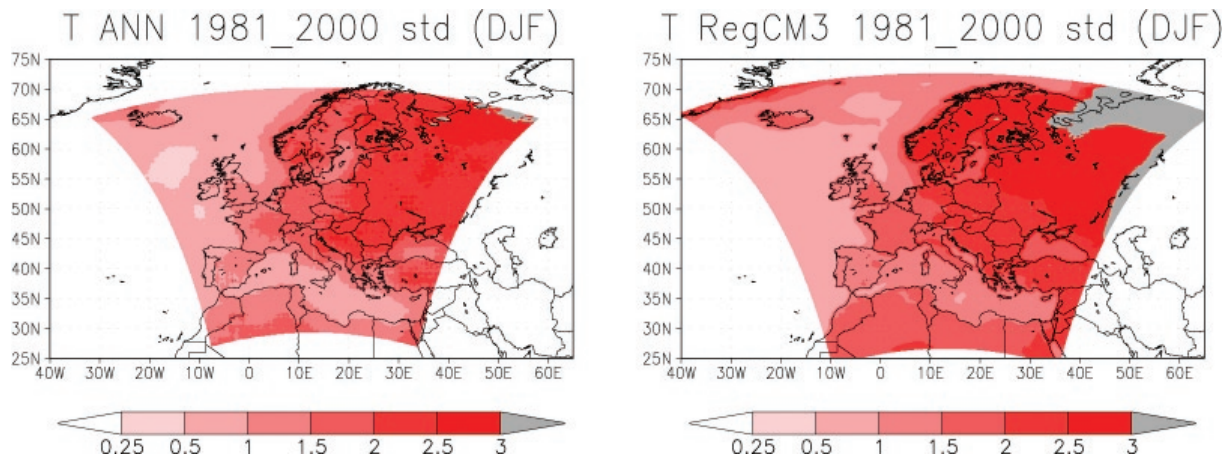 T ANN 1981_2000 std (DJF)
75N
70N
65N
60N
55N
50N
45N
40N
35N
30N
25N
40W 30W 20W 10W 0 10E 20E 30E 40E 50E 60E
0.25 0.5 1 1.5 2 2.5 3
T RegCM3 1981_2000 std (DJF)
75N
70N
65N
60N
55N
50N
45N
40N
35N
30N
25N
40W 30W 20W 10W 0 10E 20E 30E 40E 50E 60E
0.25 0.5 1 1.5 2 2.5 3